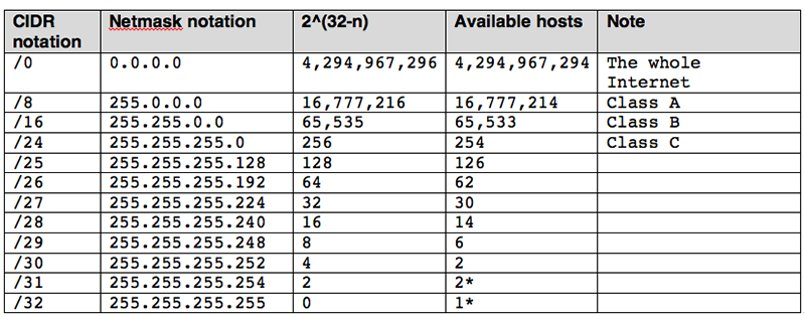 CIDR notation Netmask notation 2^(32-n) Available hosts Note
/0 0.0.0.0 4,294,967,296 4,294,967,294 The whole Internet
/8 255.0.0.0 16,777,216 16,777,214 Class A
/16 255.255.0.0 65,535 65,533 Class B
/24 255.255.255.0 256 254 Class C
/25 255.255.255.128 128 126
/26 255.255.255.192 64 62
/27 255.255.255.224 32 30
/28 255.255.255.240 16 14
/29 255.255.255.248 8 6
/30 255.255.255.252 4 2
/31 255.255.255.254 2 2*
/32 255.255.255.255 0 1*